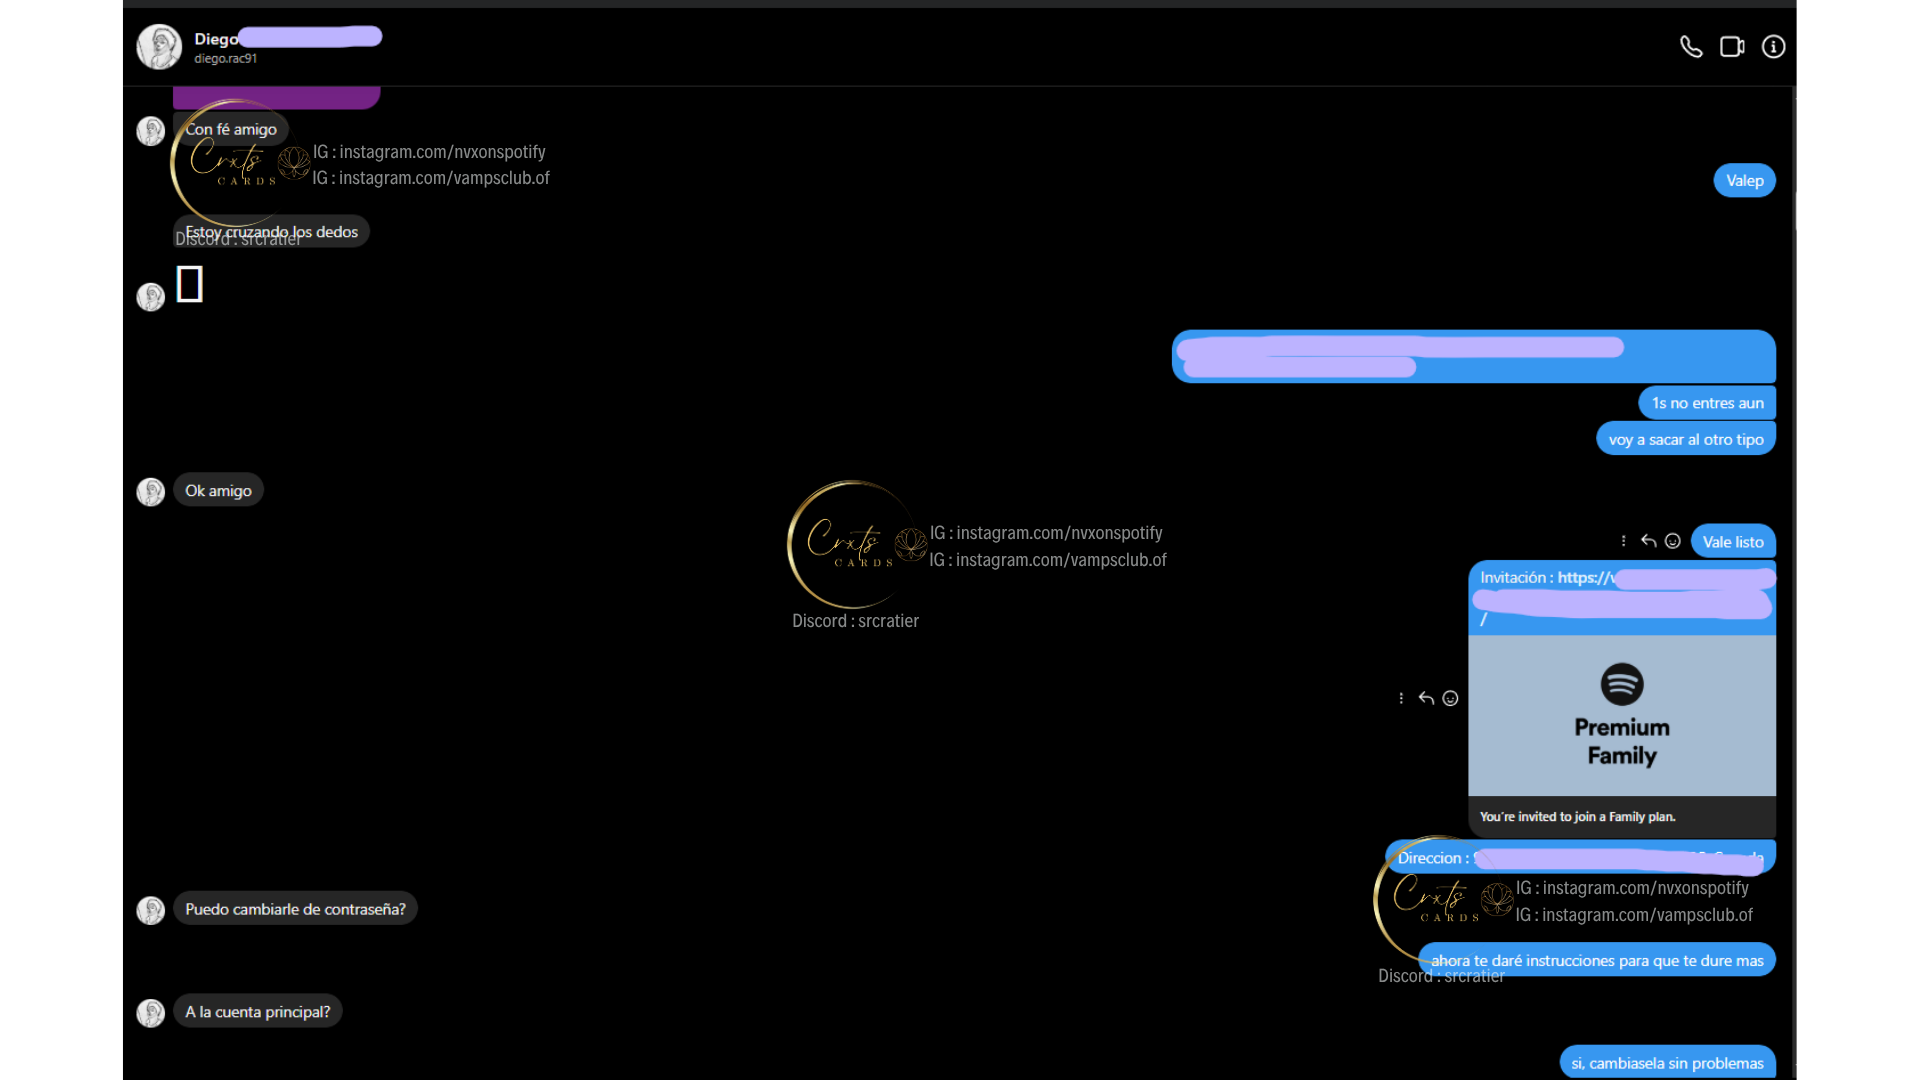 Diego
diego.rac91
Con fé amigo
Crxts
CARDS
IG : instagram.com/nvxonspotify
IG : instagram.com/vampsclub.of
Valep
Estoy cruzando los dedos
Discord : srcratier
1s no entres aun
voy a sacar al otro tipo
Ok amigo
Crxts
CARDS
IG : instagram.com/nvxonspotify
IG : instagram.com/vampsclub.of
Discord : srcratier
Vale listo
Invitación : https://
/
Premium
Family
You're invited to join a Family plan.
Direccion :
Crxts
CARDS
IG : instagram.com/nvxonspotify
IG : instagram.com/vampsclub.of
Puedo cambiarle de contraseña?
ahora te daré instrucciones para que te dure mas
Discord : srcratier
A la cuenta principal?
si, cambiasela sin problemas